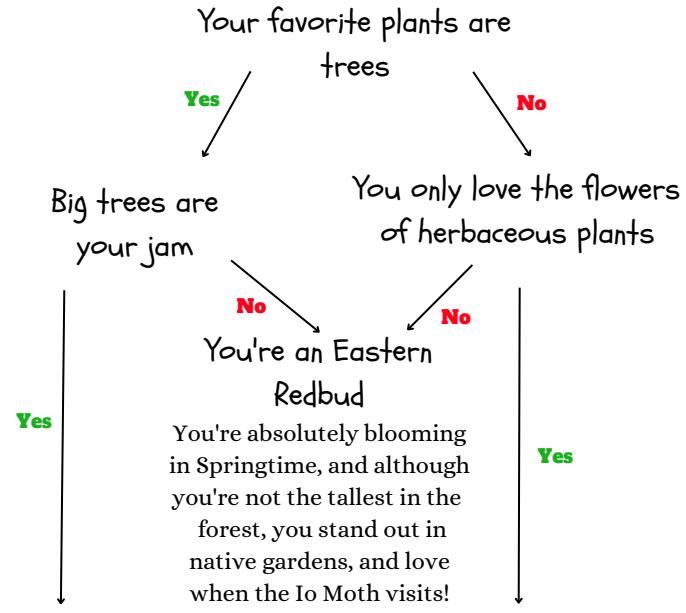 Your favorite plants are
trees
Yes
No
Big trees are
your jam
You only love the flowers
of herbaceous plants
No
No
You're an Eastern
Redbud
Yes
Yes
You're absolutely blooming
in Springtime, and although
you're not the tallest in the
forest, you stand out in
native gardens, and love
when the Io Moth visits!